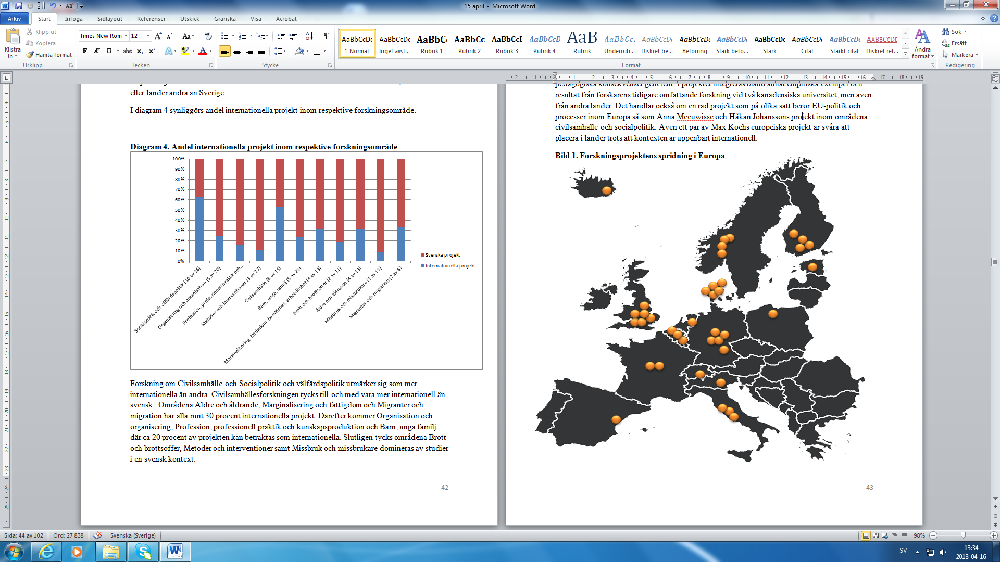 15 april - Microsoft Word
Arkiv Start Infoga Sidlayout Referenser Utskick Granska Visa Acrobat
Klistra in
Klipp ut
Kopiera
Hämta format
Urklipp
Times New Rom 12
Tecken
Stycke
AaBbCcDc AaBbCcDc AaBbCc AaBbCc AaBbCcI AaBbCcD AaB AaBbCc. AaBbCcDc AaBbCcDc AaBbCcDc AaBbCcDc AaBbCcDc AaBbCcDc AABBCCDE
¶ Normal Inget avst... Rubrik 1 Rubrik 2 Rubrik 3 Rubrik 4 Rubrik Underrub... Diskret be... Betoning Stark beto... Stark Citat Starkt citat Diskret ref...
Format
Ändra format
Sök
Ersätt
Markera
Redigering
eller länder andra än Sverige.
I diagram 4 synliggörs andel internationella projekt inom respektive forskningsområde.
Diagram 4. Andel internationella projekt inom respektive forskningsområde
100%
90%
80%
70%
60%
50%
40%
30%
20%
10%
0%
Svenska projekt
Internationella projekt
Socialpolitik och välfärdspolitik (10 av 16)
Organisering och organisation (5 av 20)
Profession, professionell praktik och...
Metoder och interventioner (3 av 27)
Civilsamhälle (8 av 15)
Barn, unga, familj (5 av 21)
Marginalisering: fattigdom, hemlöshet, arbetslöshet (4 av 13)
Brott och brottsoffer (2 av 11)
Äldre och åldrande (4 av 13)
Missbruk och missbrukare (1 av 11)
Migranter och migration (2 av 6)
Forskning om Civilsamhälle och Socialpolitik och välfärdspolitik utmärker sig som mer
internationella än andra. Civilsamhällesforskningen tycks till och med vara mer internationell än
svensk. Områdena Äldre och åldrande, Marginalisering och fattigdom och Migranter och
migration har alla runt 30 procent internationella projekt. Därefter kommer Organisation och
organisering, Profession, professionell praktik och kunskapsproduktion och Barn, unga familj
där ca 20 procent av projekten kan betraktas som internationella. Slutligen tycks områdena Brott
och brottsoffer, Metoder och interventioner samt Missbruk och missbrukare domineras av studier
i en svensk kontext.
42
pedagogiska konsekvenser generent. I projektet integreras bland annat empiriska exempel och
resultat från forskarens tidigare omfattande forskning vid två kanadensiska universitet, men även
från andra länder. Det handlar också om en rad projekt som på olika sätt berör EU-politik och
processer inom Europa så som Anna Meeuwisse och Håkan Johanssons projekt inom områdena
civilsamhälle och socialpolitik. Även ett par av Max Kochs europeiska projekt är svåra att
placera i länder trots att kontexten är uppenbart internationell.
Bild 1. Forskningsprojektens spridning i Europa.
43
Sida: 44 av 102 Ord: 27 838 Svenska (Sverige) 98%
SV 13:34
2013-04-16